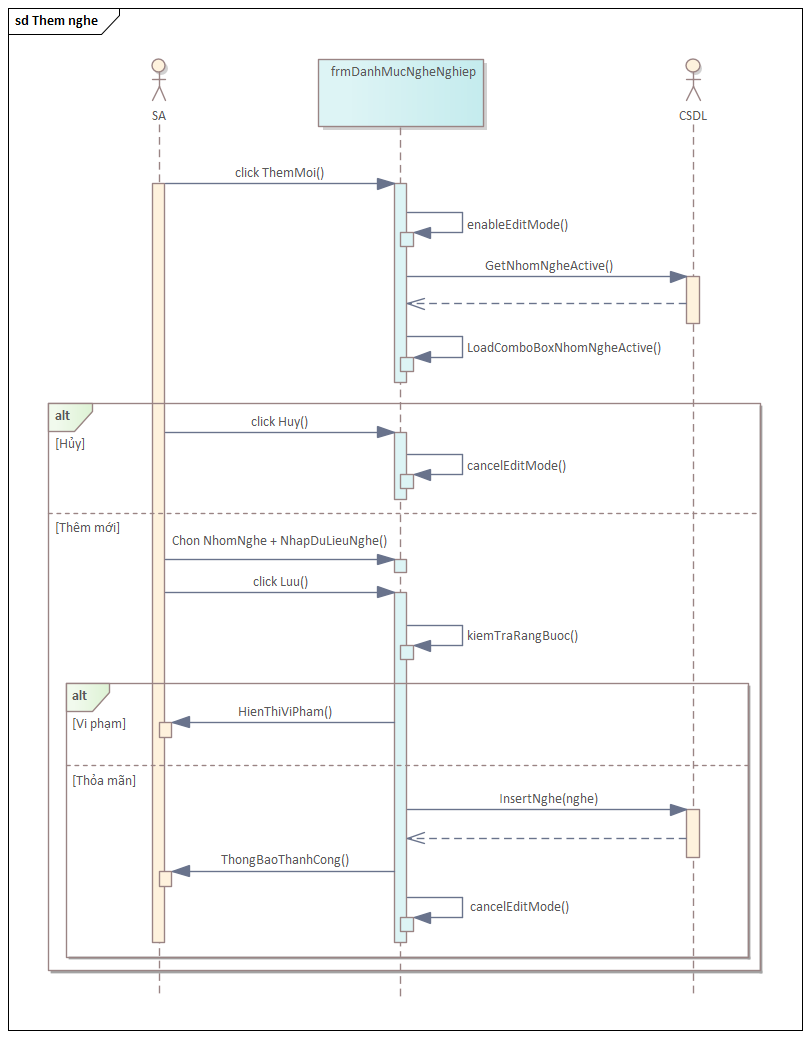 sd Them nghe
SA
frmDanhMucNgheNghiep
CSDL
click ThemMoi()
enableEditMode()
GetNhomNgheActive()
LoadComboBoxNhomNgheActive()
alt
[Hủy]
click Huy()
cancelEditMode()
[Thêm mới]
Chon NhomNghe + NhapDuLieuNghe()
click Luu()
kiemTraRangBuoc()
alt
[Vi phạm]
HienThiViPham()
[Thỏa mãn]
InsertNghe(nghe)
ThongBaoThanhCong()
cancelEditMode()